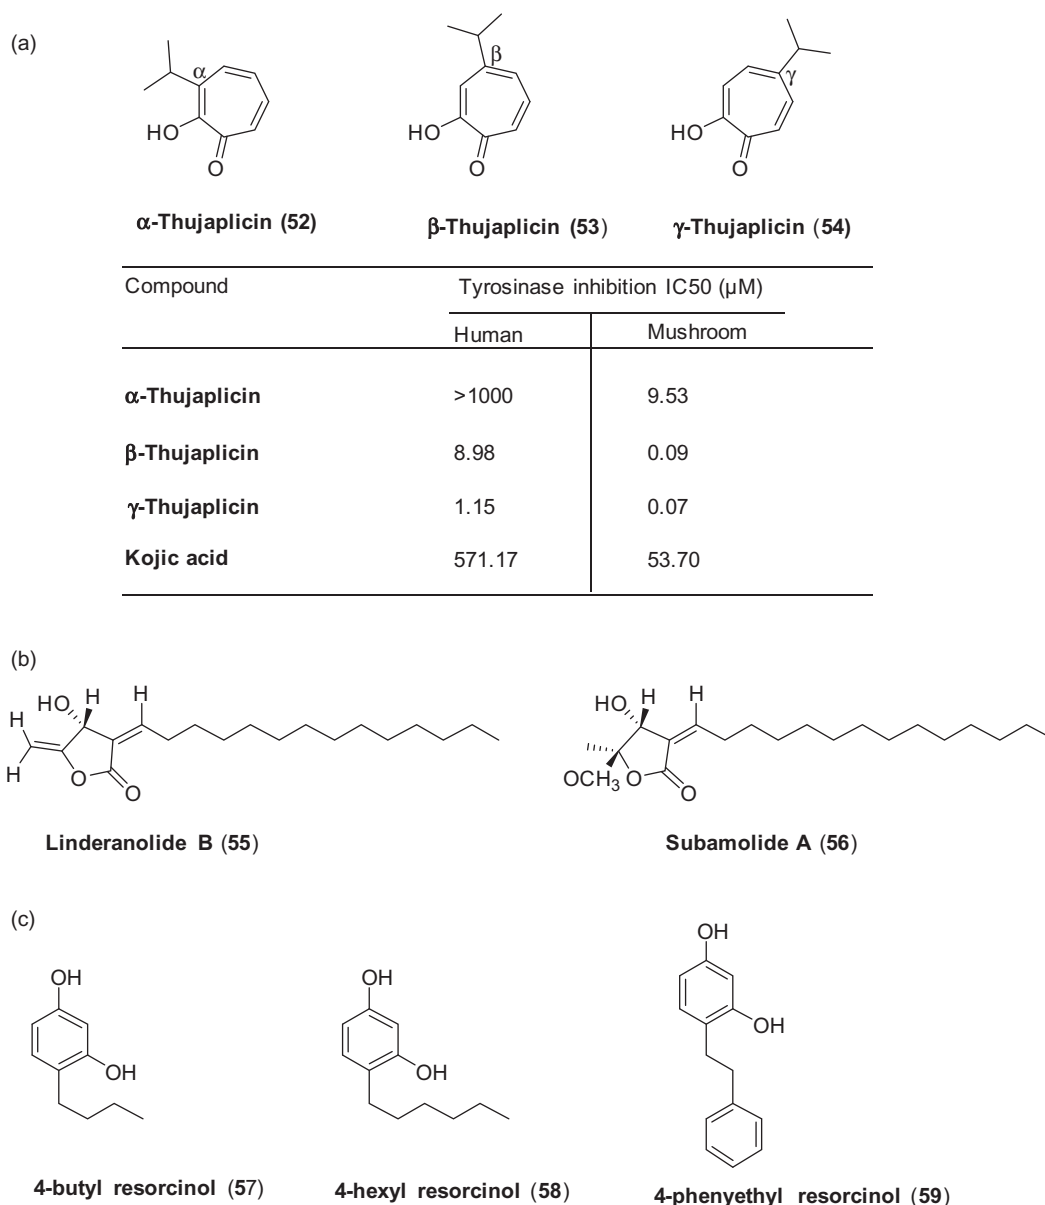 (a)
α
β
γ
HO
O
HO
O
HO
O
α-Thujaplicin (52)
β-Thujaplicin (53)
γ-Thujaplicin (54)
Compound Tyrosinase inhibition IC50 (µM)
Human Mushroom
α-Thujaplicin >1000 9.53
β-Thujaplicin 8.98 0.09
γ-Thujaplicin 1.15 0.07
Kojic acid 571.17 53.70
(b)
HO H H
H
H
O
O
HO H H
OCH3 O
O
Linderanolide B (55)
Subamolide A (56)
(c)
OH
OH
OH
OH
OH
OH
4-butyl resorcinol (57)
4-hexyl resorcinol (58)
4-phenyethyl resorcinol (59)